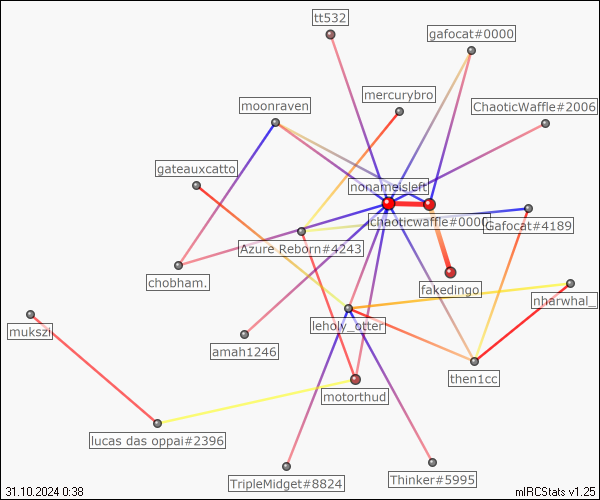 tt532
gafocat#0000
mercurybro
moonraven
ChaoticWaffle#2006
gateauxcatto
nonameisleft
chaoticwaffle#000
Gafocat#4189
Azure Reborn#4243
chobham.
fakedingo
nharwhal_
leholy_otter
mukszi
amah1246
then1cc
motorthud
lucas das oppai#2396
TripleMidget#8824
Thinker#5995
31.10.2024 0:38
mIRCStats v1.25